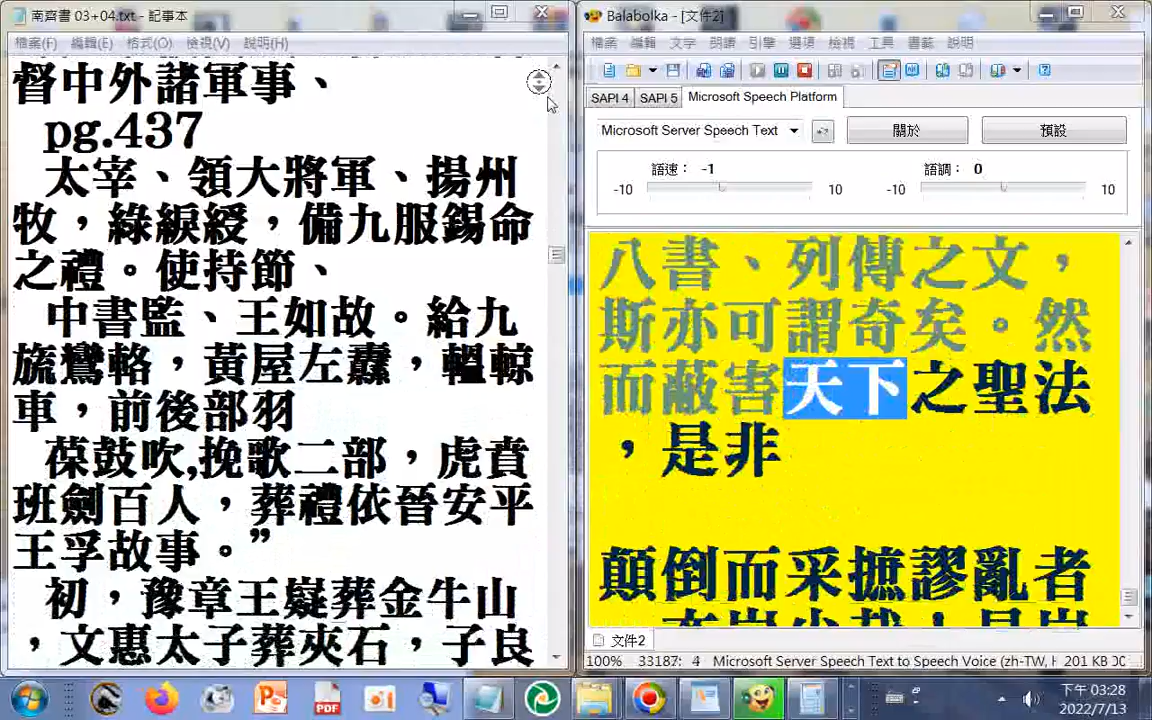 南齊書 03+04.txt - 記事本
檔案(F) 編輯(E) 格式(O) 檢視(V) 說明(H)
督中外諸軍事、
pg.437
太宰、領大將軍、揚州
牧，綠綟綬，備九服錫命
之禮。使持節、
中書監、王如故。給九
旒鸞輅，黃屋左纛，轀輬
車，前後部羽
葆鼓吹,挽歌二部，虎賁
班劍百人，葬禮依晉安平
王孚故事。”
初，豫章王嶷葬金牛山
，文惠太子葬夾石，子良
Balabolka - [文件2]
檔案 編輯 文字 朗讀 引擎 選項 檢視 工具 書籤 說明
SAPI 4 SAPI 5 Microsoft Speech Platform
Microsoft Server Speech Text
關於
預設
語速： -1
語調： 0
-10 10 -10 10
八書、列傳之文，
斯亦可謂奇矣。然
而蔽害天下之聖法
，是非
顛倒而采摭謬亂者
文件2
100% 33187: 4 Microsoft Server Speech Text to Speech Voice (zh-TW, H 201 KB
PDF
下午 03:28
2022/7/13